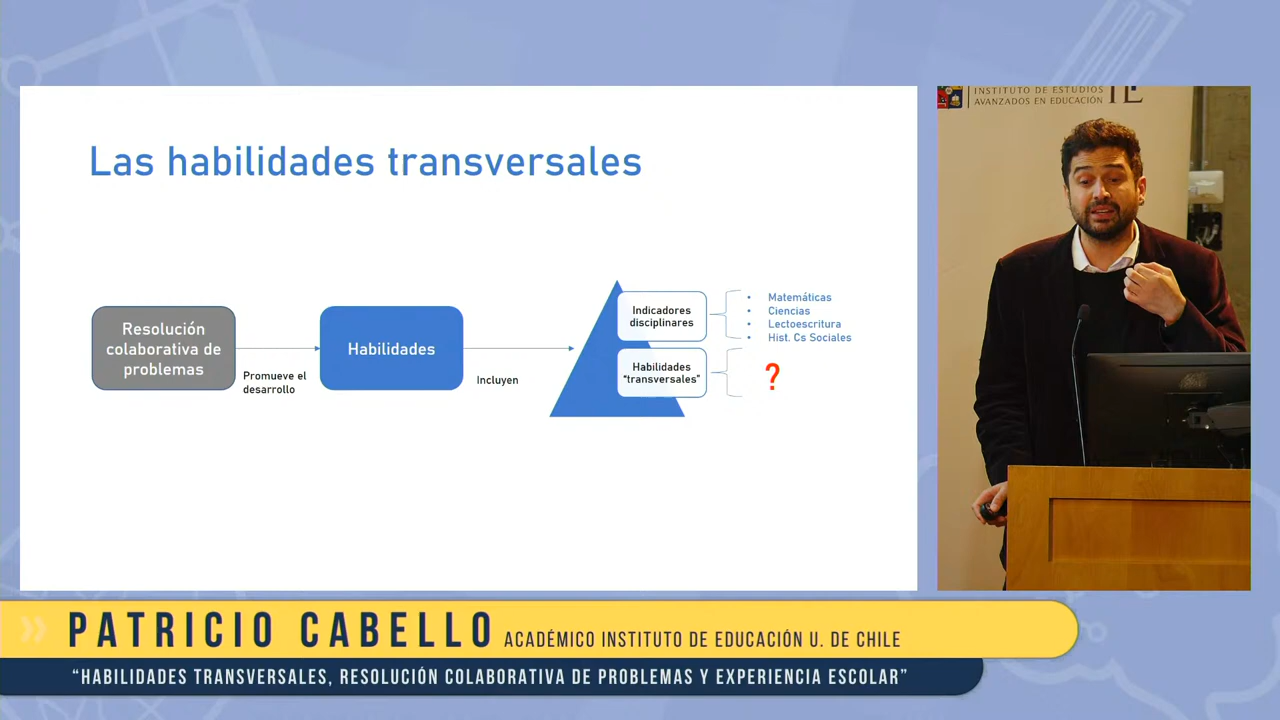 Las habilidades transversales
Resolución
colaborativa de
problemas
Promueve el
desarrollo
Habilidades
Incluyen
Indicadores
disciplinares
• Matemáticas
• Ciencias
• Lectoescritura
• Hist. Cs Sociales
Habilidades
“transversales”
?
INSTITUTO DE ESTUDIOS
AVANZADOS EN EDUCACIÓN
IE
PATRICIO CABELLO ACADÉMICO INSTITUTO DE EDUCACIÓN U. DE CHILE
“HABILIDADES TRANSVERSALES, RESOLUCIÓN COLABORATIVA DE PROBLEMAS Y EXPERIENCIA ESCOLAR”